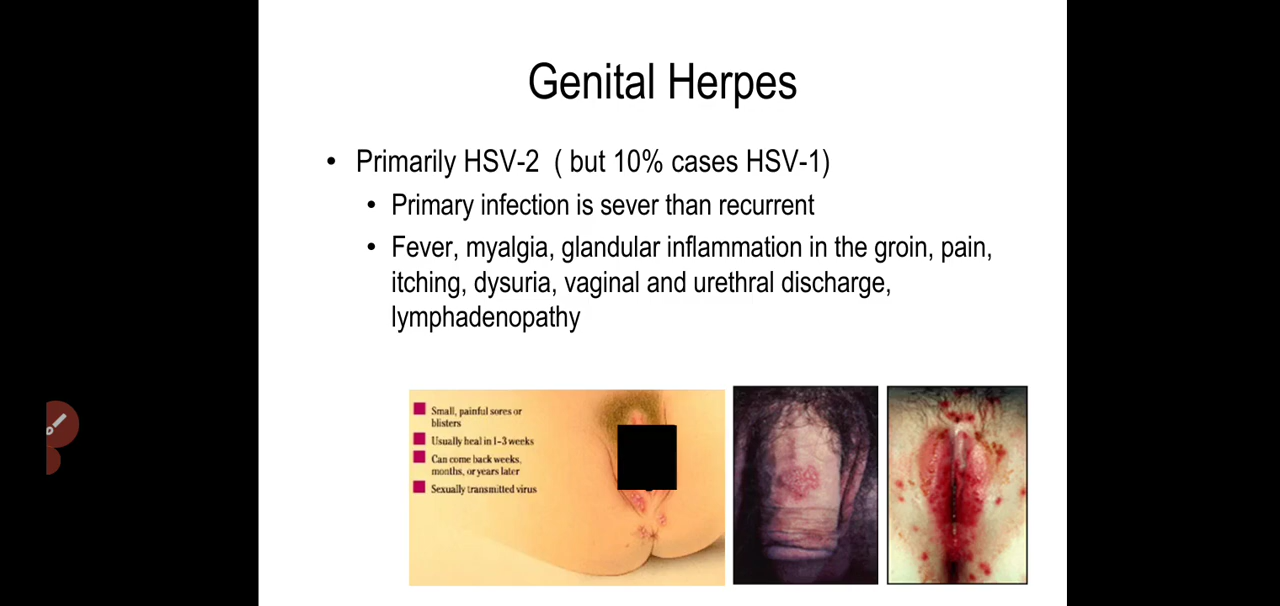 Genital Herpes
• Primarily HSV-2 ( but 10% cases HSV-1)
• Primary infection is sever than recurrent
• Fever, myalgia, glandular inflammation in the groin, pain,
itching, dysuria, vaginal and urethral discharge,
lymphadenopathy
Small, painful sores or
blisters
Usually heal in 1-3 weeks
Can come back weeks,
months, or years later
Sexually transmitted virus